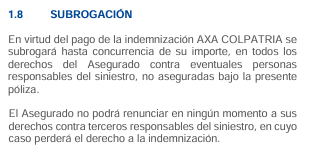 1.8 SUBROGACIÓN
En virtud del pago de la indemnización AXA COLPATRIA se
subrogará hasta concurrencia de su importe, en todos los
derechos del Asegurado contra eventuales personas
responsables del siniestro, no aseguradas bajo la presente
póliza.
El Asegurado no podrá renunciar en ningún momento a sus
derechos contra terceros responsables del siniestro, en cuyo
caso perderá el derecho a la indemnización.